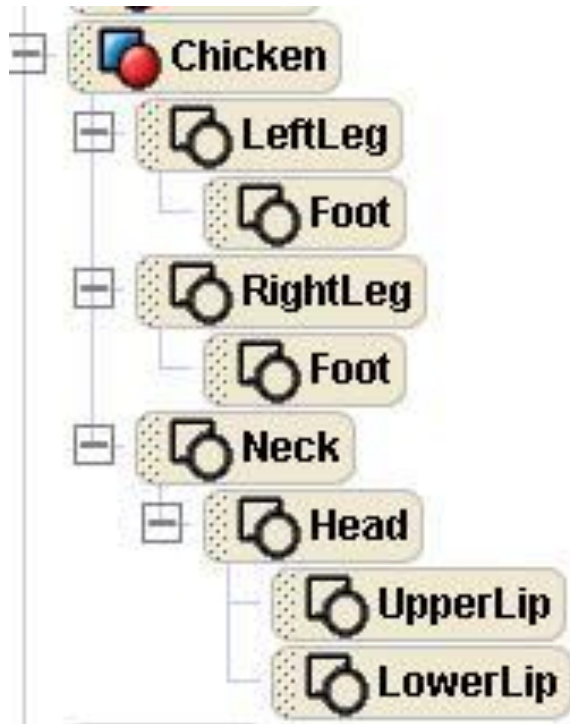 Chicken
LeftLeg
Foot
RightLeg
Foot
Neck
Head
UpperLip
LowerLip